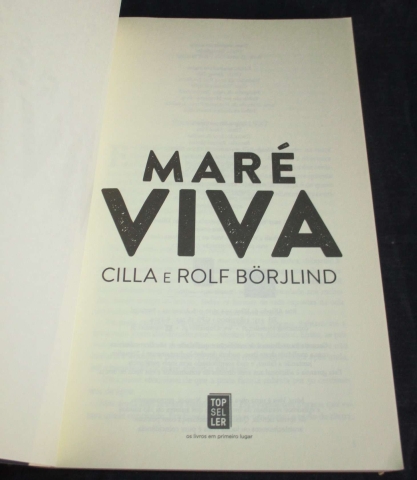 MARÉ
VIVA
CILLA E ROLF BÖRJLIND
TOP
SEL
LER
os livros em primeiro lugar